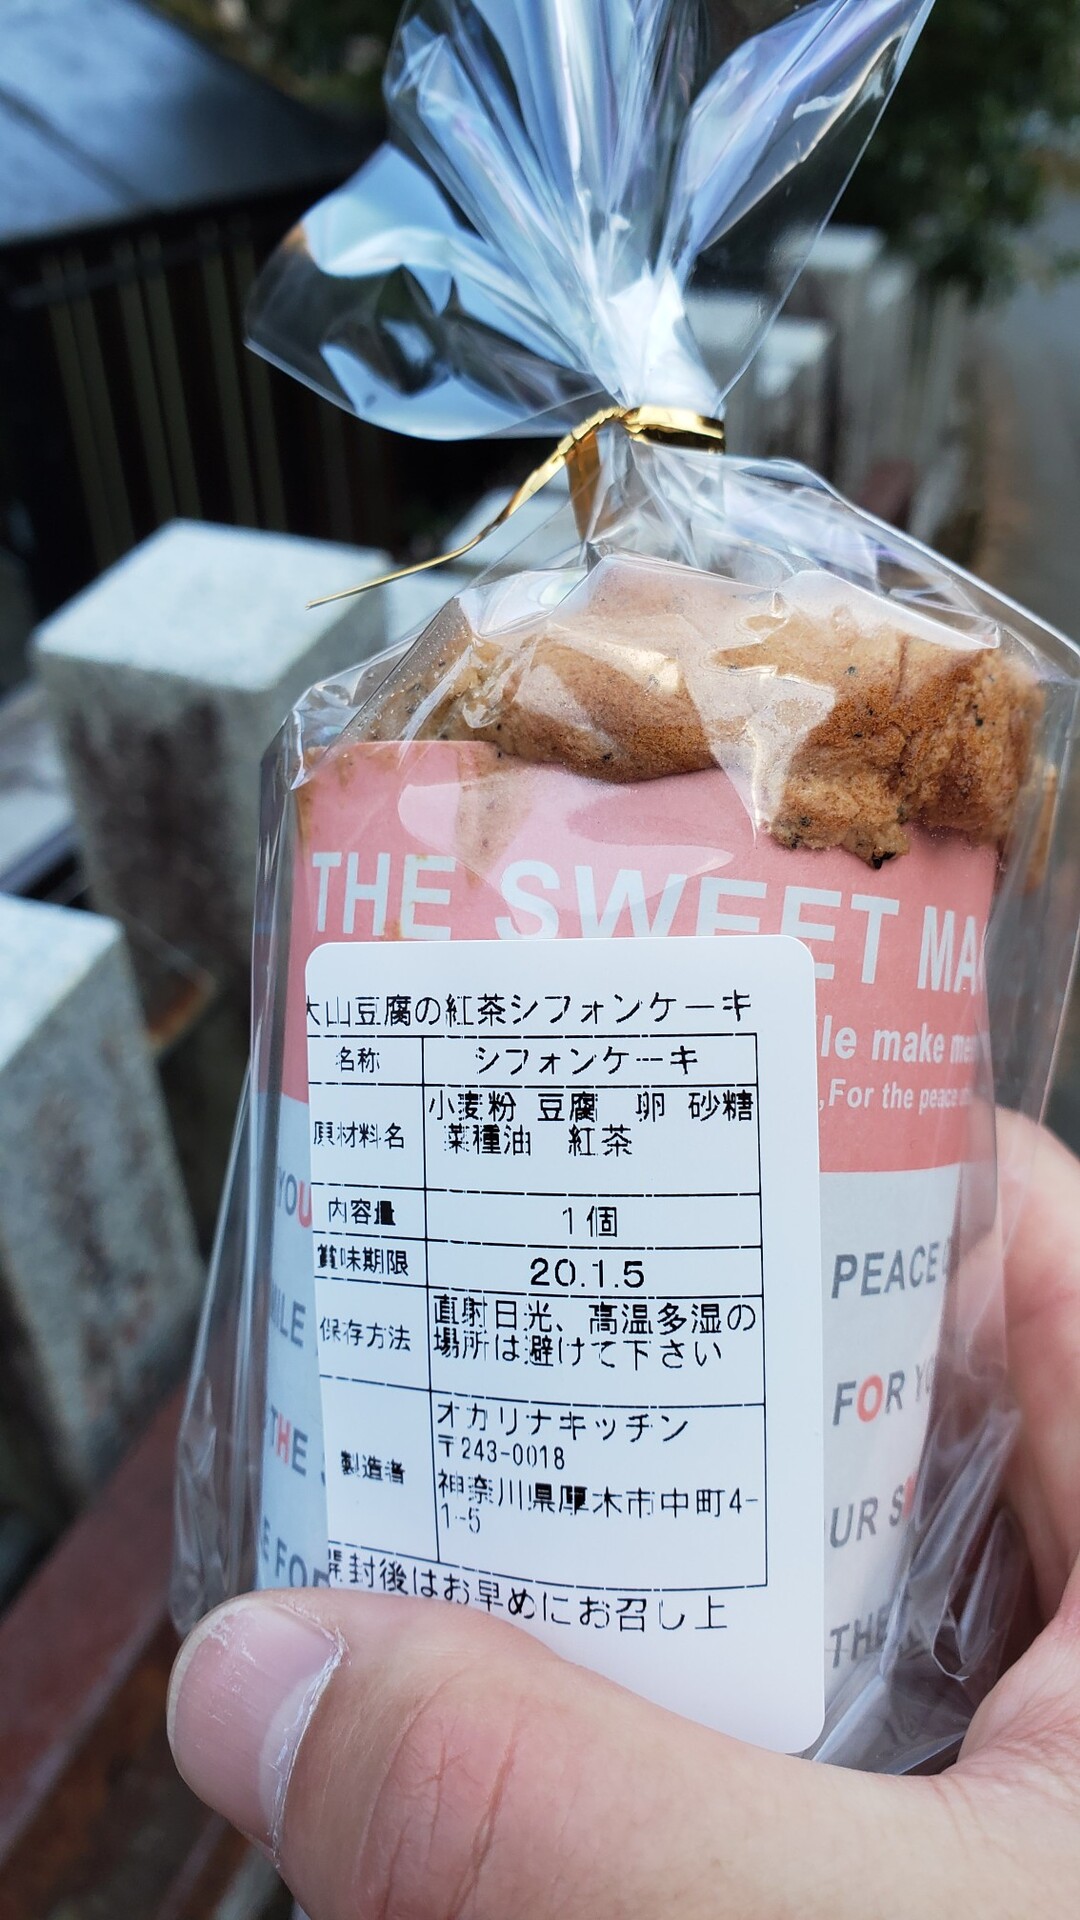 THE SWEET MA
le make me
,For the peace
大山豆腐の紅茶シフォンケーキ
名称 シフォンケーキ
原材料名 小麦粉 豆腐 卵 砂糖
菜種油 紅茶
内容量 1個
賞味期限 20.1.5
保存方法 直射日光、高温多湿の
場所は避けて下さい
製造者 オカリナキッチン
〒243-0018
神奈川県厚木市中町4-
1-5
開封後はお早めにお召し上
YOU
MILE
THE
E FOR
PEACE
FOR YO
UR S
THE